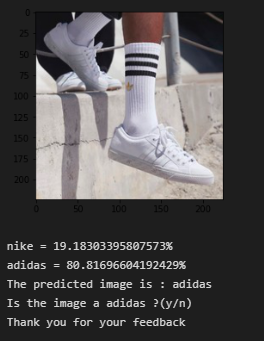 0
25
50
75
100
125
150
175
200
0 50 100 150 200
nike = 19.18303395807573%
adidas = 80.81696604192429%
The predicted image is : adidas
Is the image a adidas ?(y/n)
Thank you for your feedback